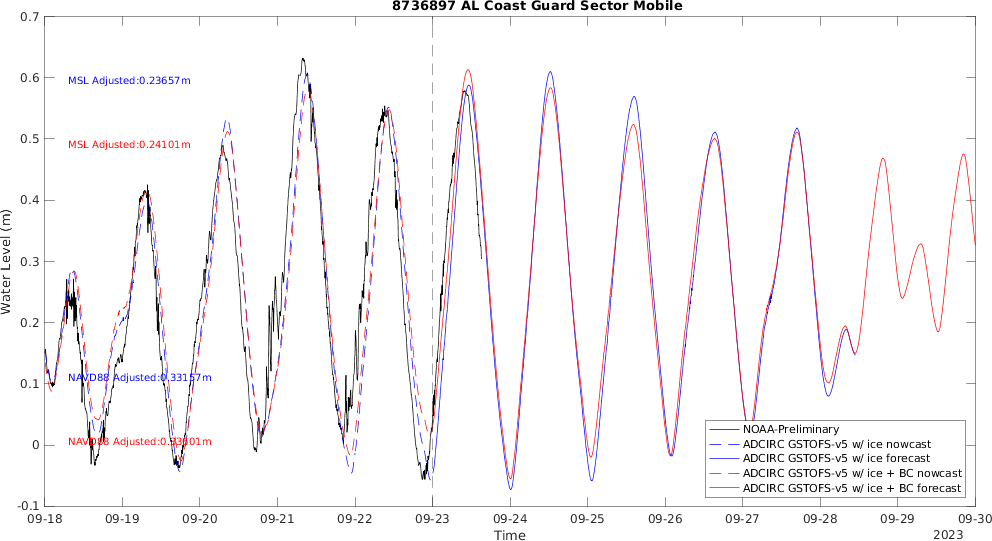 8736897 AL Coast Guard Sector Mobile
0.7
0.6
0.5
0.4
0.3
0.2
0.1
0
-0.1
Water Level (m)
MSL Adjusted:0.23657m
MSL Adjusted:0.24101m
NAVD88 Adjusted:0.33157m
NAVD88 Adjusted:0.33601m
NOAA-Preliminary
ADCIRC GSTOFS-v5 w/ ice nowcast
ADCIRC GSTOFS-v5 w/ ice forecast
ADCIRC GSTOFS-v5 w/ ice + BC nowcast
ADCIRC GSTOFS-v5 w/ ice + BC forecast
09-18 09-19 09-20 09-21 09-22 09-23 09-24 09-25 09-26 09-27 09-28 09-29 09-30
Time
2023